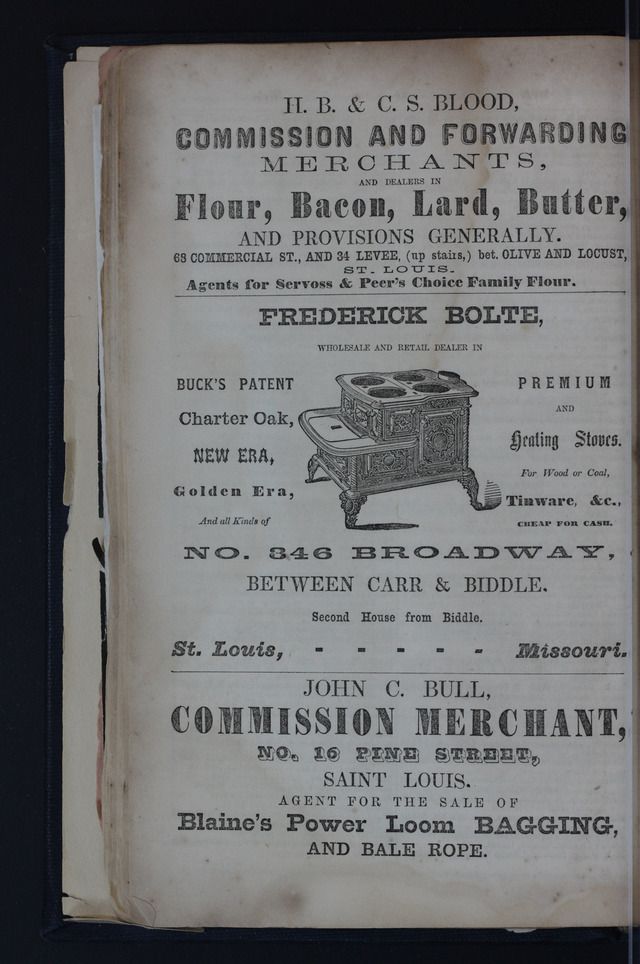 H. B. & C. S. BLOOD,
COMMISSION AND FORWARDING
MERCHANTS,
AND DEALERS IN
Flour, Bacon, Lard, Butter,
AND PROVISIONS GENERALLY.
68 COMMERCIAL ST., AND 34 LEVEE, (up stairs,) bet. OLIVE AND LOCUST,
ST. LOUIS.
Agents for Servoss & Peer's Choice Family Flour.
FREDERICK BOLTE,
WHOLESALE AND RETAIL DEALER IN
BUCK'S PATENT
Charter Oak,
NEW ERA,
Golden Era,
And all Kinds of
PREMIUM
AND
Heating Stoves.
For Wood or Coal,
Tinware, &c.,
CHEAP FOR CASH.
NO. 346 BROADWAY,
BETWEEN CARR & BIDDLE.
Second House from Biddle.
St. Louis, - - - - - Missouri.
JOHN C. BULL,
COMMISSION MERCHANT,
NO. 16 PINE STREET,
SAINT LOUIS.
AGENT FOR THE SALE OF
Blaine's Power Loom BAGGING,
AND BALE ROPE.